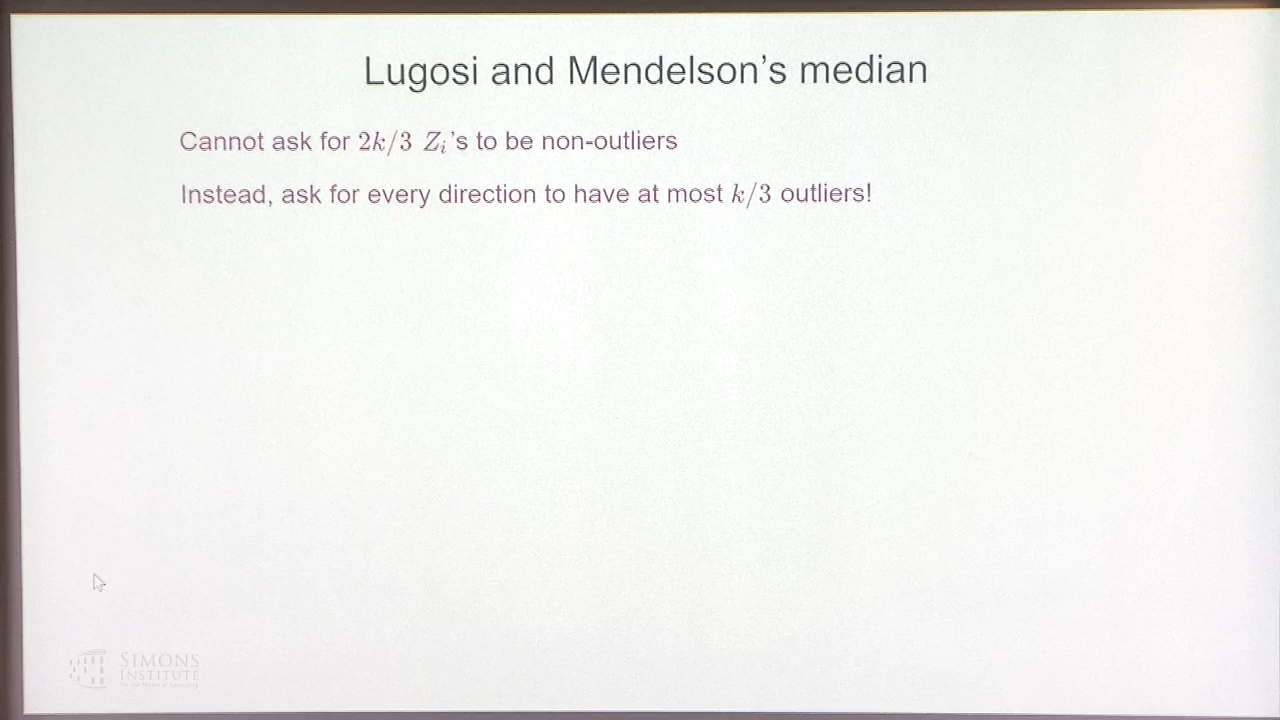 Lugosi and Mendelson's median
Cannot ask for 2k/3 Z_i's to be non-outliers
Instead, ask for every direction to have at most k/3 outliers!
SIMONS
INSTITUTE